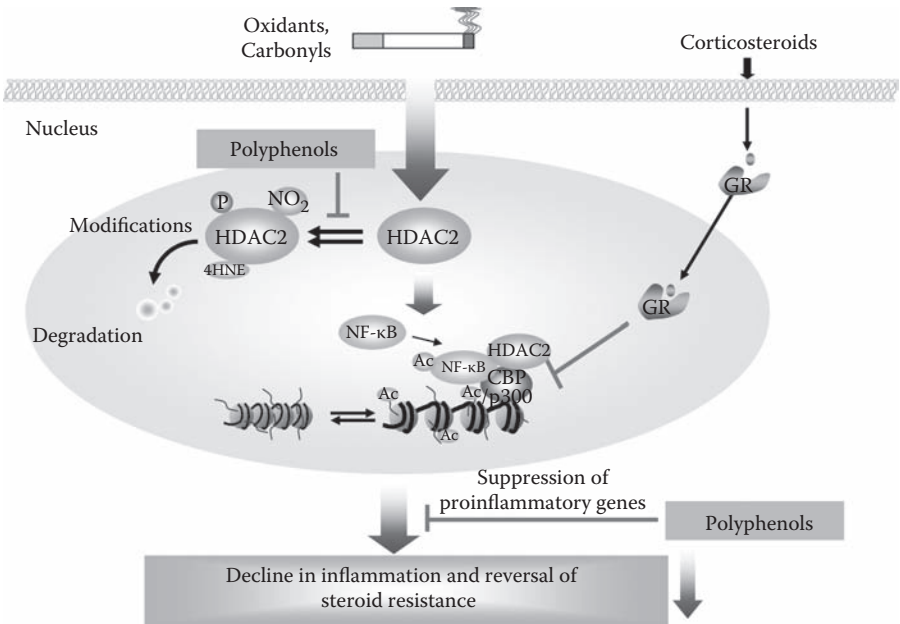 Oxidants,
Carbonyls
Corticosteroids
Nucleus
Polyphenols
GR
P
NO2
Modifications
HDAC2
HDAC2
4HNE
GR
Degradation
NF-κB
HDAC2
Ac
NF-κB
CBP
/p300
Ac
Ac
Ac
Suppression of
proinflammatory genes
Polyphenols
Decline in inflammation and reversal of
steroid resistance